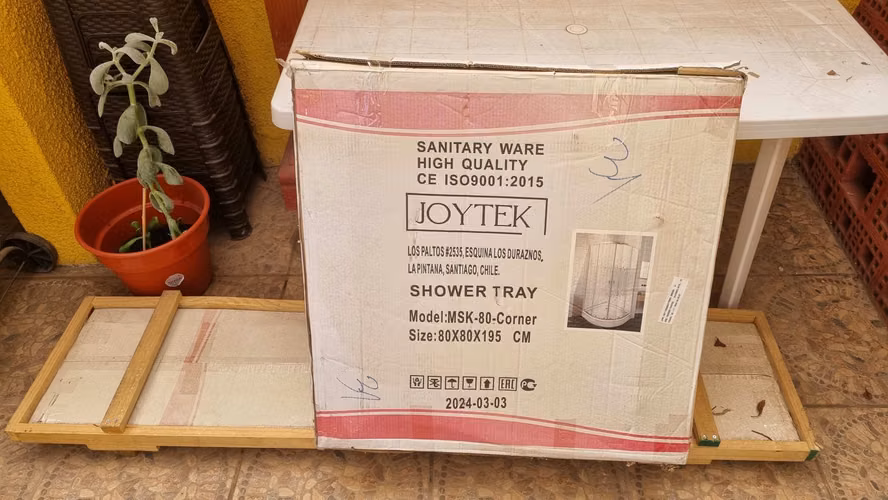 SANITARY WARE
HIGH QUALITY
CE ISO9001:2015
JOYTEK
LOS PALTOS #2535, ESQUINA LOS DURAZNOS,
LA PINTANA, SANTIAGO, CHILE.
SHOWER TRAY
Model:MSK-80-Corner
Size:80X80X195 CM
EAC
2024-03-03